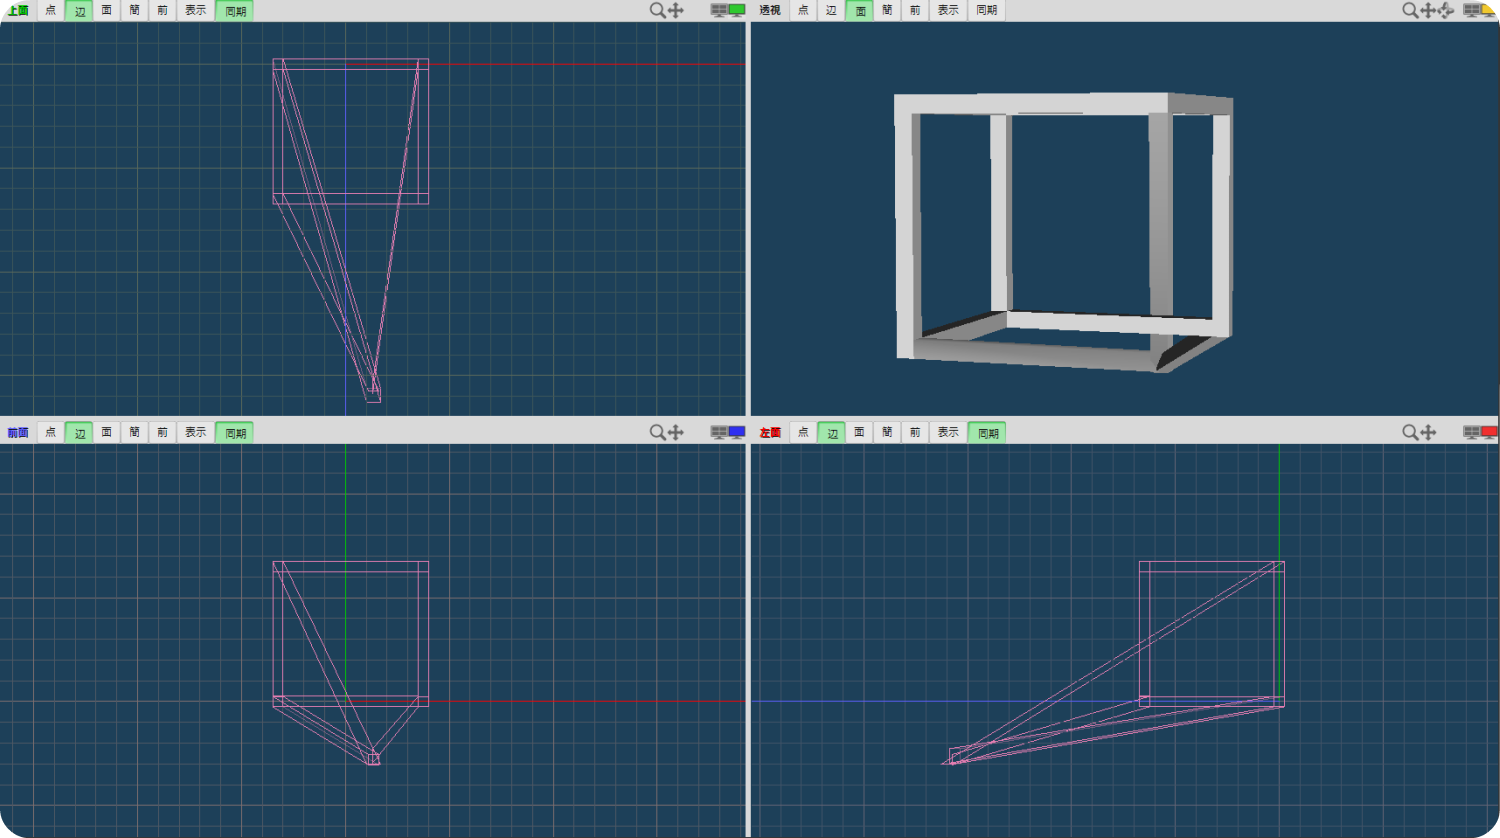 上面 点 辺 面 簡 前 表示 同期
透視 点 辺 面 簡 前 表示 同期
前面 点 辺 面 簡 前 表示 同期
左面 点 辺 面 簡 前 表示 同期